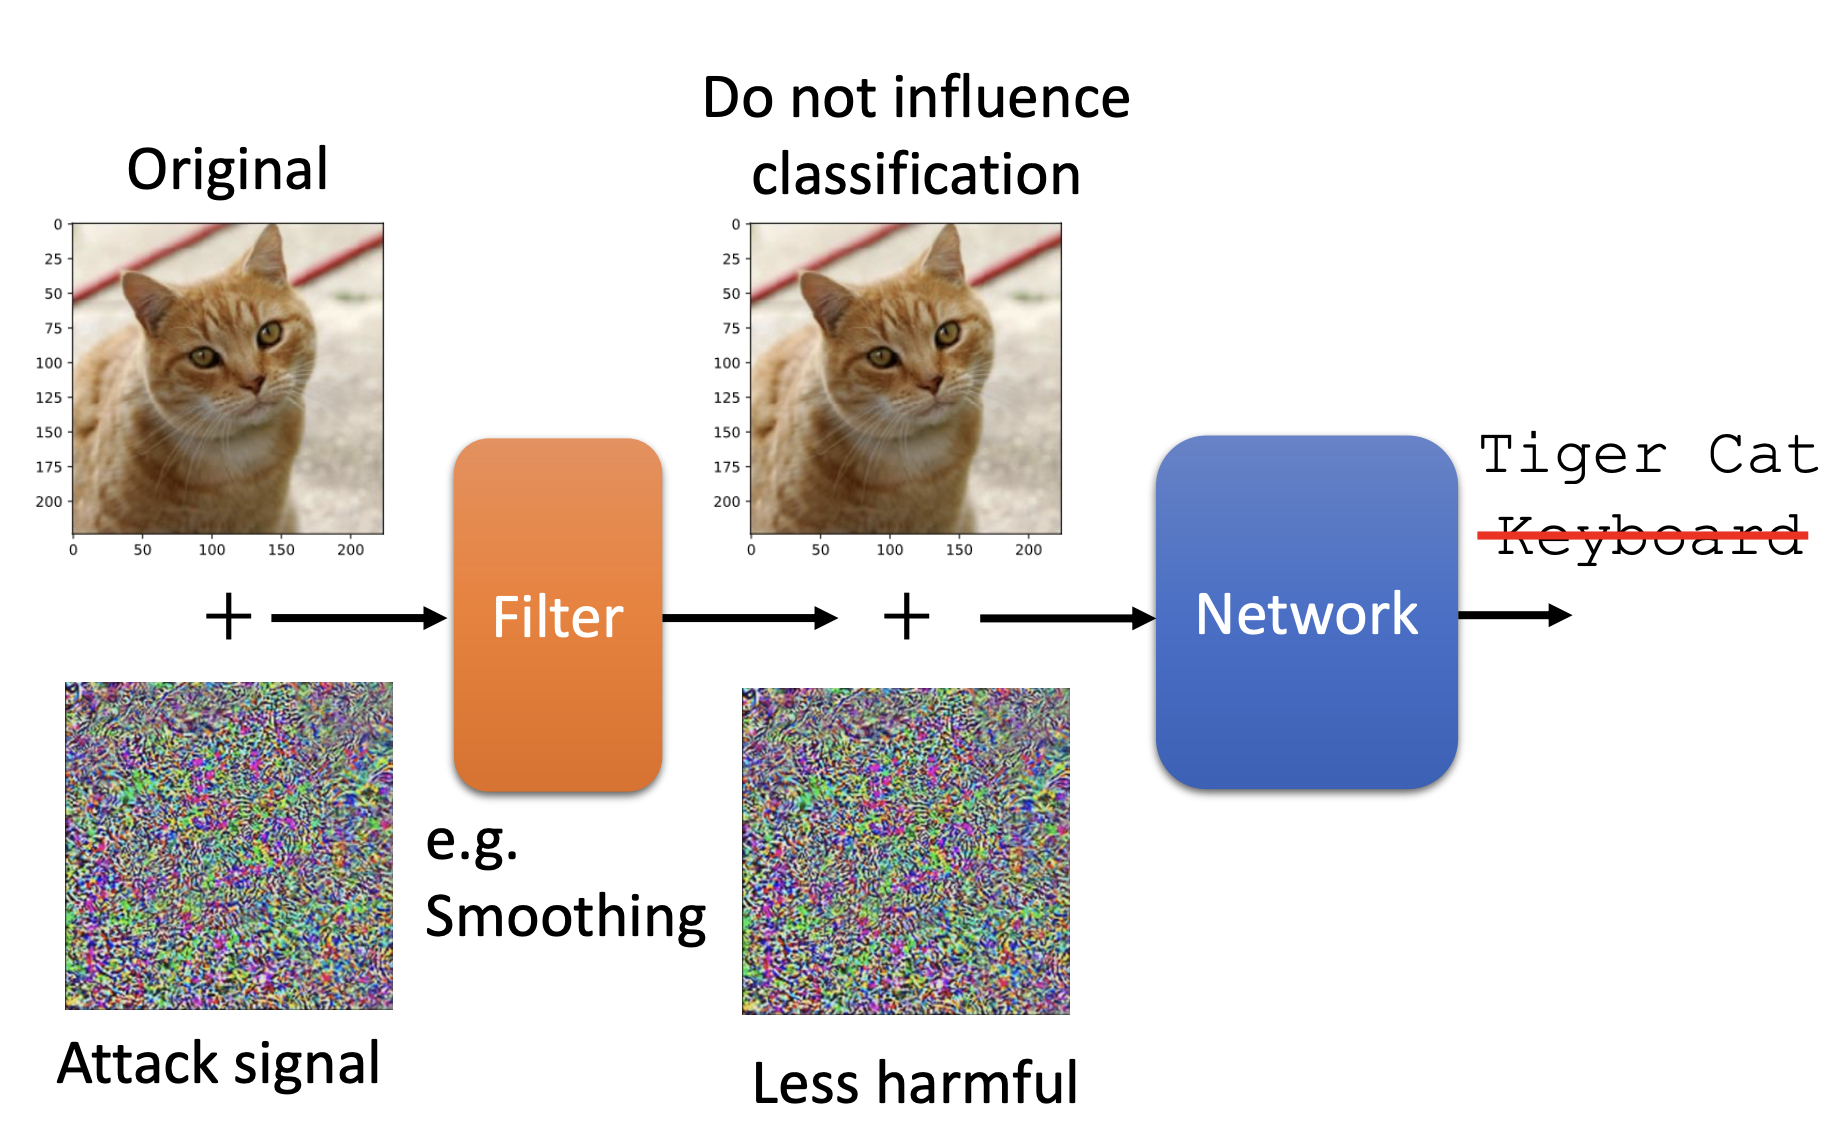 Do not influence
classification
Original
0
25
50
75
100
125
150
175
200
0 50 100 150 200
0
25
50
75
100
125
150
175
200
0 50 100 150 200
Tiger Cat
Keyboard
+
Filter
+
Network
e.g.
Smoothing
Attack signal
Less harmful